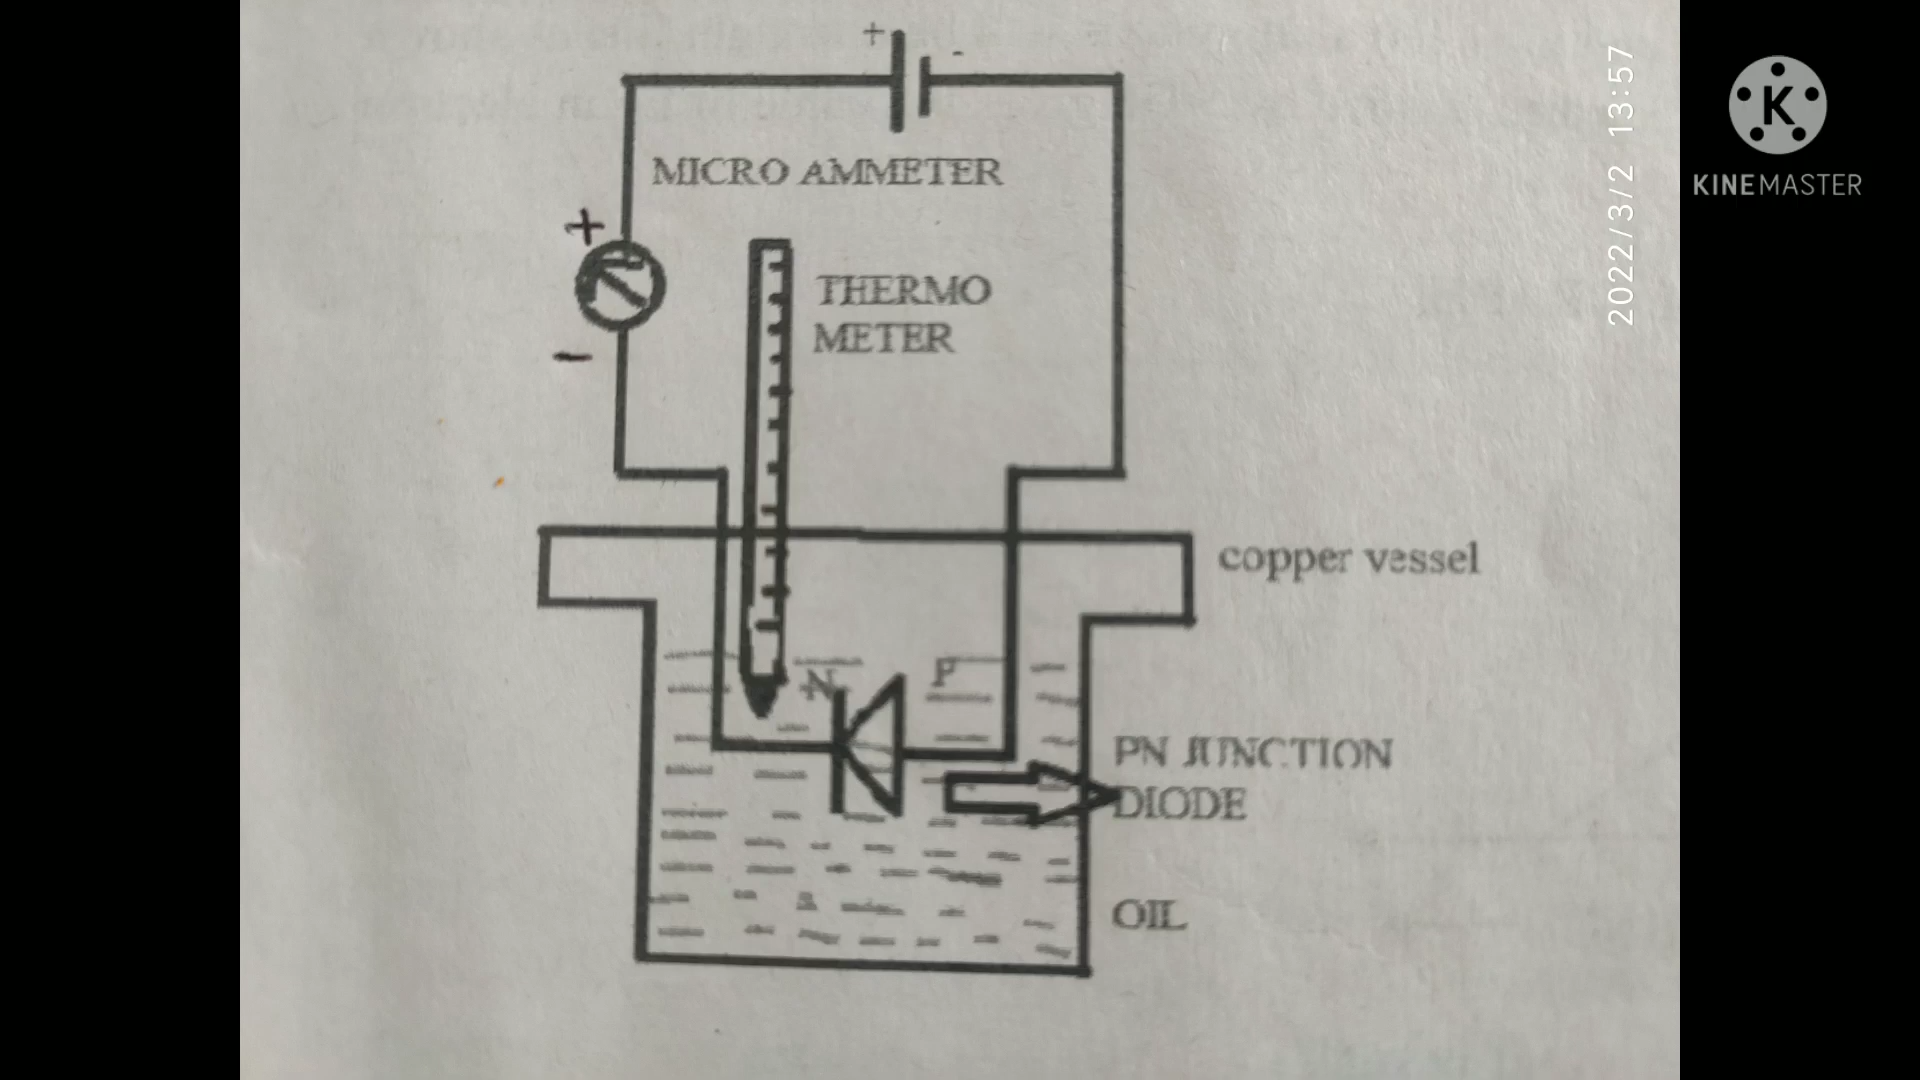 + -
MICRO AMMETER
+
THERMO
METER
-
copper vessel
N P
PN JUNCTION
DIODE
OIL
2022/3/2 13:57
K
KINEMASTER